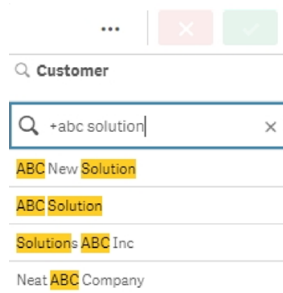 Customer
+abc solution
ABC New Solution
ABC Solution
Solutions ABC Inc
Neat ABC Company